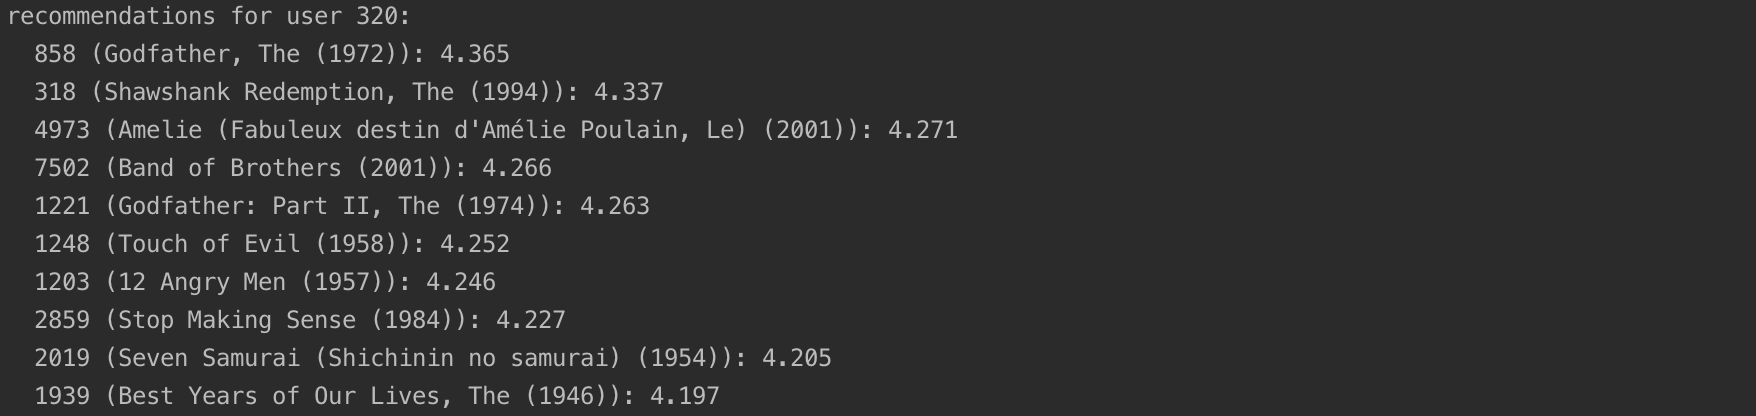 recommendations for user 320:
858 (Godfather, The (1972)): 4.365
318 (Shawshank Redemption, The (1994)): 4.337
4973 (Amelie (Fabuleux destin d'Amélie Poulain, Le) (2001)): 4.271
7502 (Band of Brothers (2001)): 4.266
1221 (Godfather: Part II, The (1974)): 4.263
1248 (Touch of Evil (1958)): 4.252
1203 (12 Angry Men (1957)): 4.246
2859 (Stop Making Sense (1984)): 4.227
2019 (Seven Samurai (Shichinin no samurai) (1954)): 4.205
1939 (Best Years of Our Lives, The (1946)): 4.197